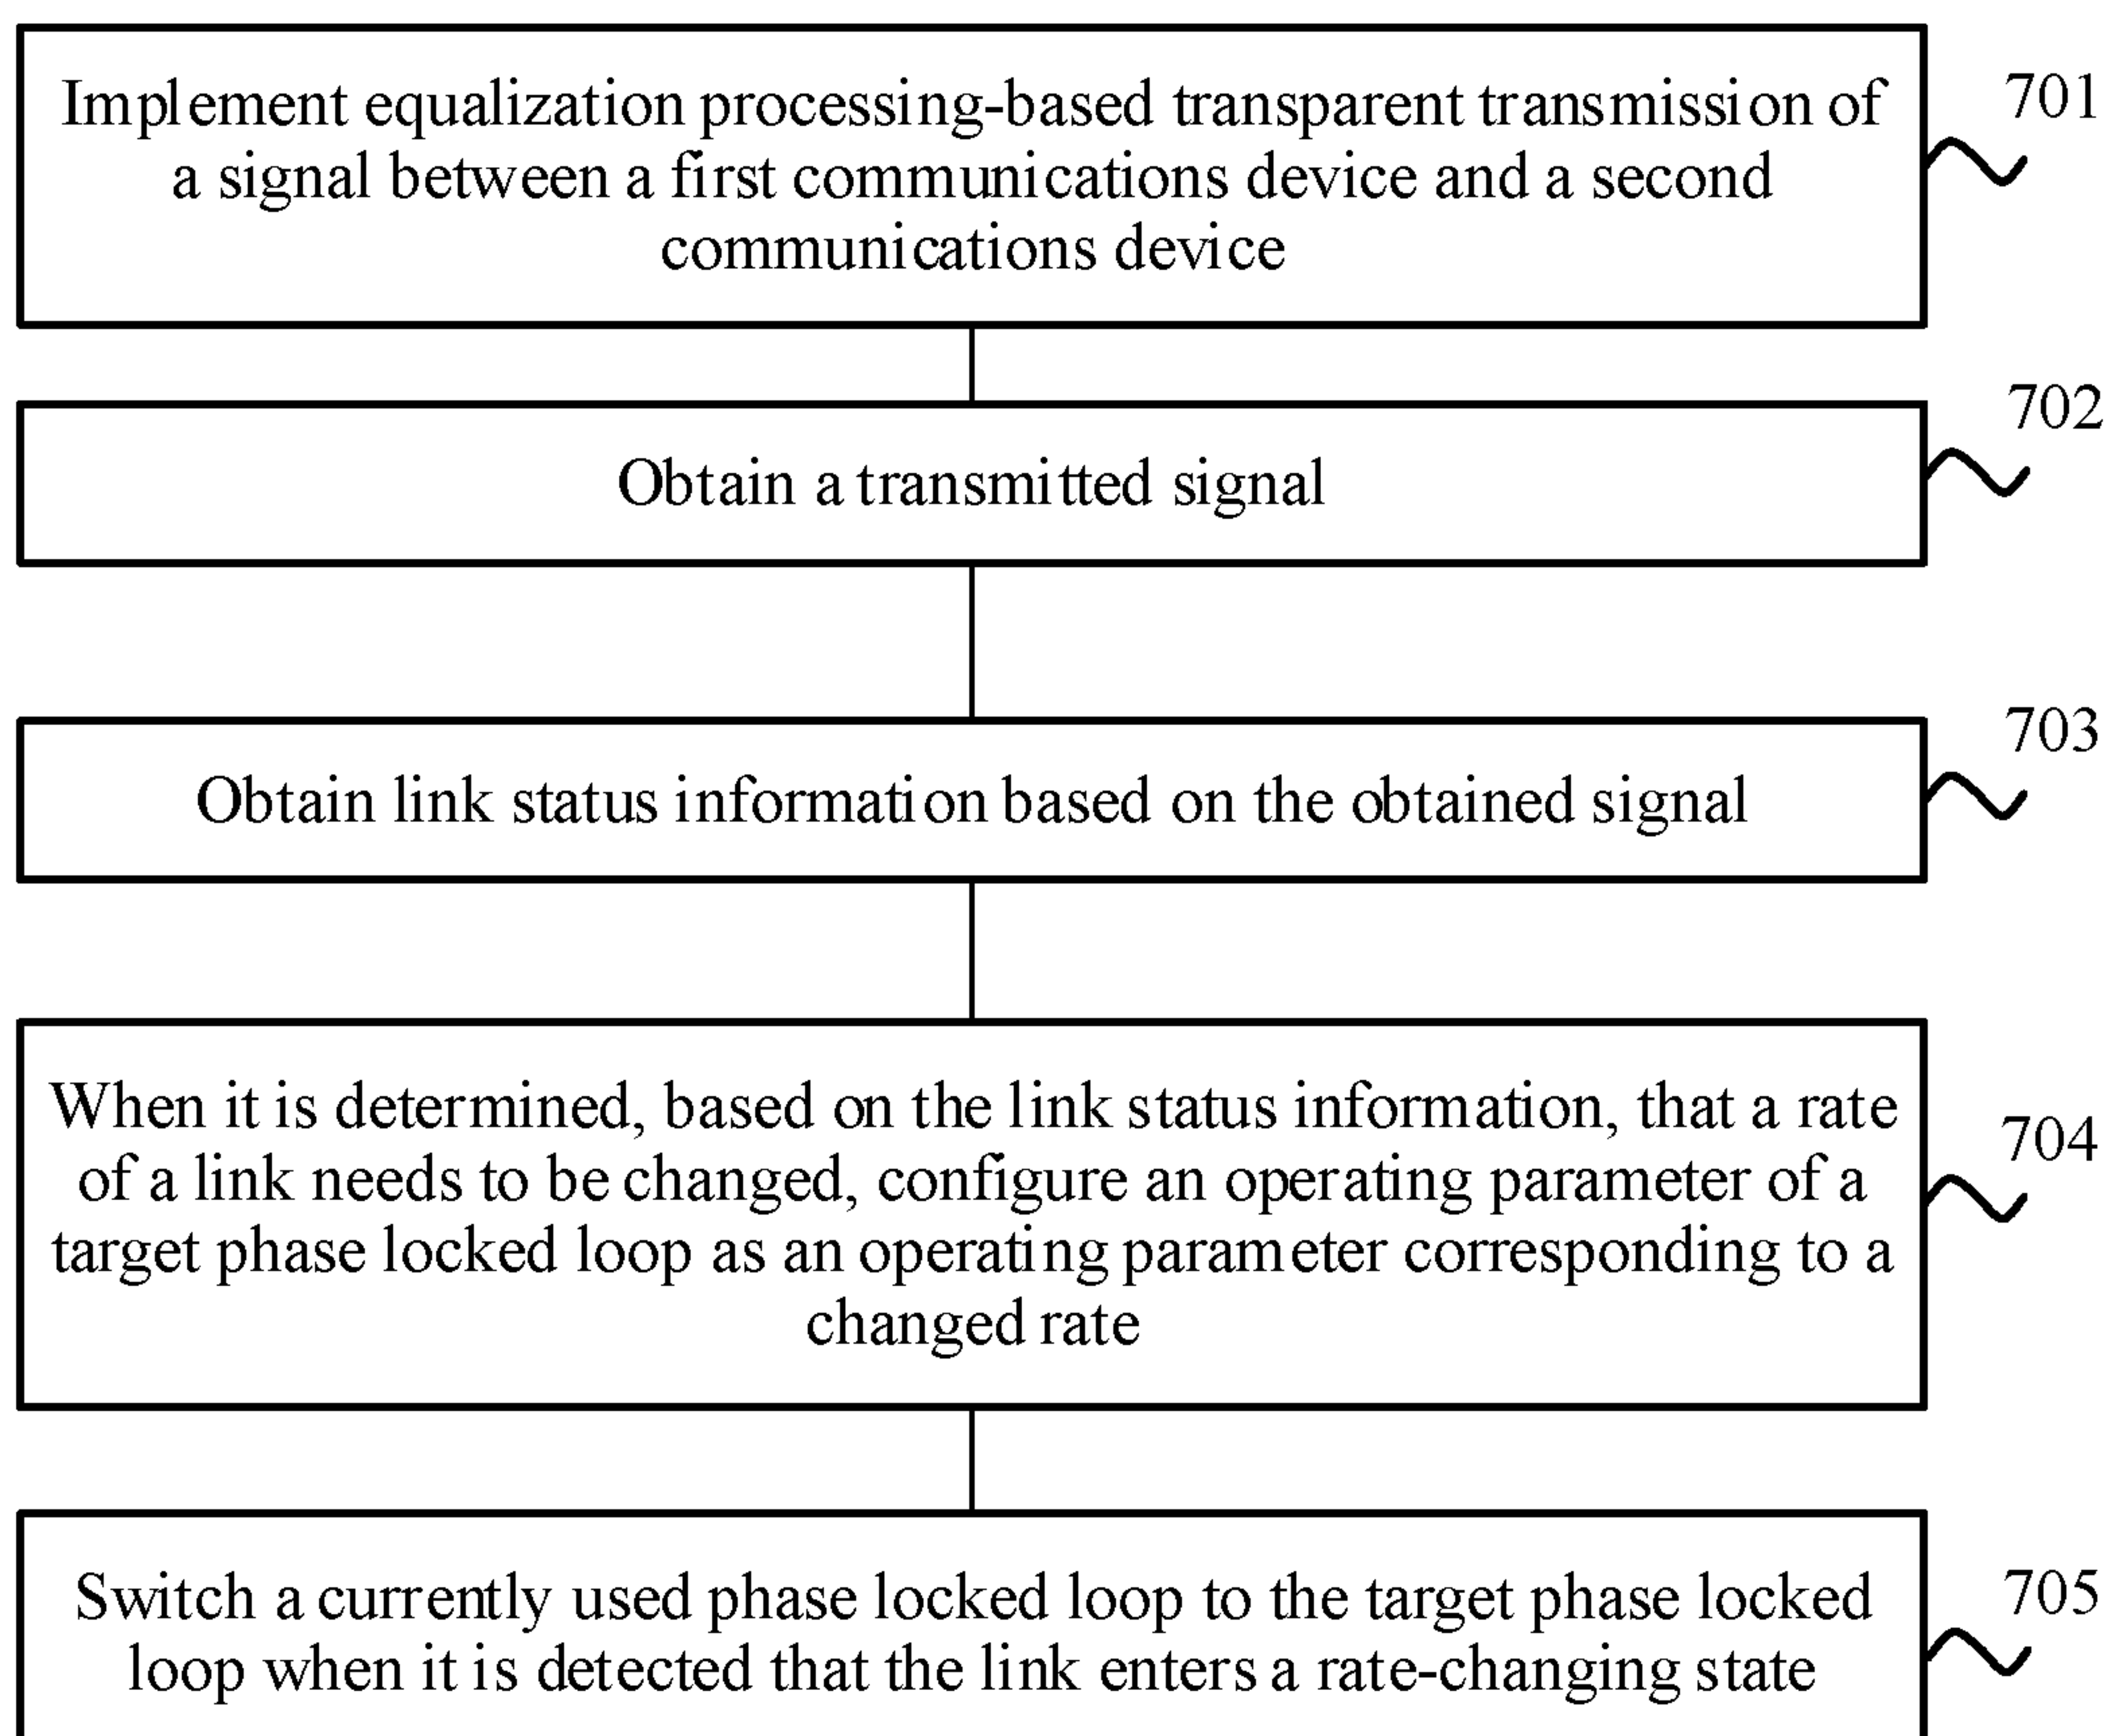 Implement equalization processing-based transparent transmission of
a signal between a first communications device and a second
communications device
701
Obtain a transmitted signal
702
Obtain link status information based on the obtained signal
703
When it is determined, based on the link status information, that a rate
of a link needs to be changed, configure an operating parameter of a
target phase locked loop as an operating parameter corresponding to a
changed rate
704
Switch a currently used phase locked loop to the target phase locked
loop when it is detected that the link enters a rate-changing state
705